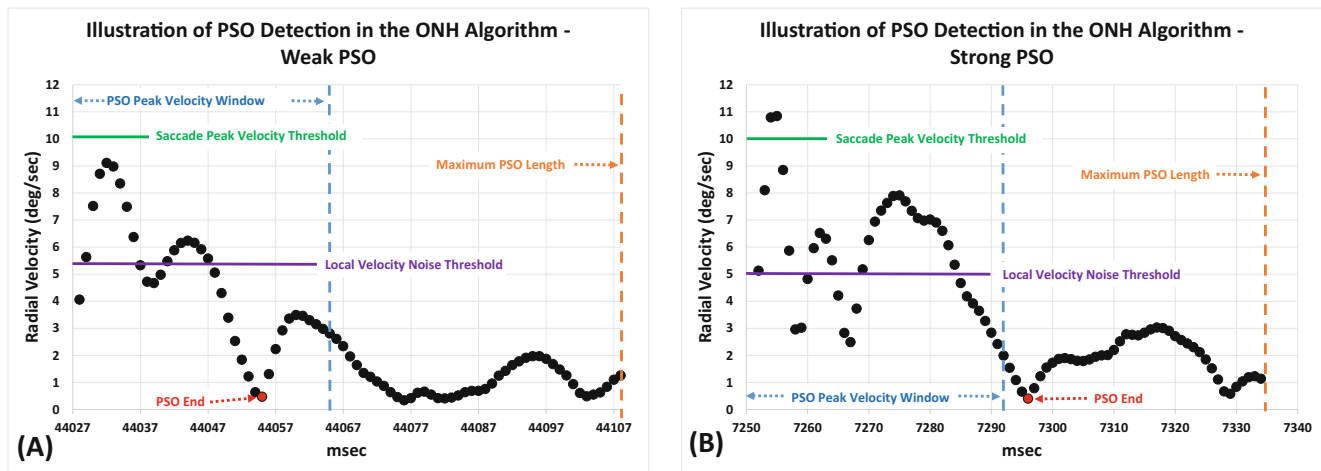 Illustration of PSO Detection in the ONH Algorithm -
Weak PSO
12
11
10
9
8
7
6
5
4
3
2
1
0
Radial Velocity (deg/sec)
PSO Peak Velocity Window
Saccade Peak Velocity Threshold
Maximum PSO Length
Local Velocity Noise Threshold
PSO End
44027 44037 44047 44057 44067 44077 44087 44097 44107
msec
(A)
Illustration of PSO Detection in the ONH Algorithm -
Strong PSO
12
11
10
9
8
7
6
5
4
3
2
1
0
Radial Velocity (deg/sec)
Saccade Peak Velocity Threshold
Maximum PSO Length
Local Velocity Noise Threshold
PSO Peak Velocity Window
PSO End
7250 7260 7270 7280 7290 7300 7310 7320 7330 7340
msec
(B)